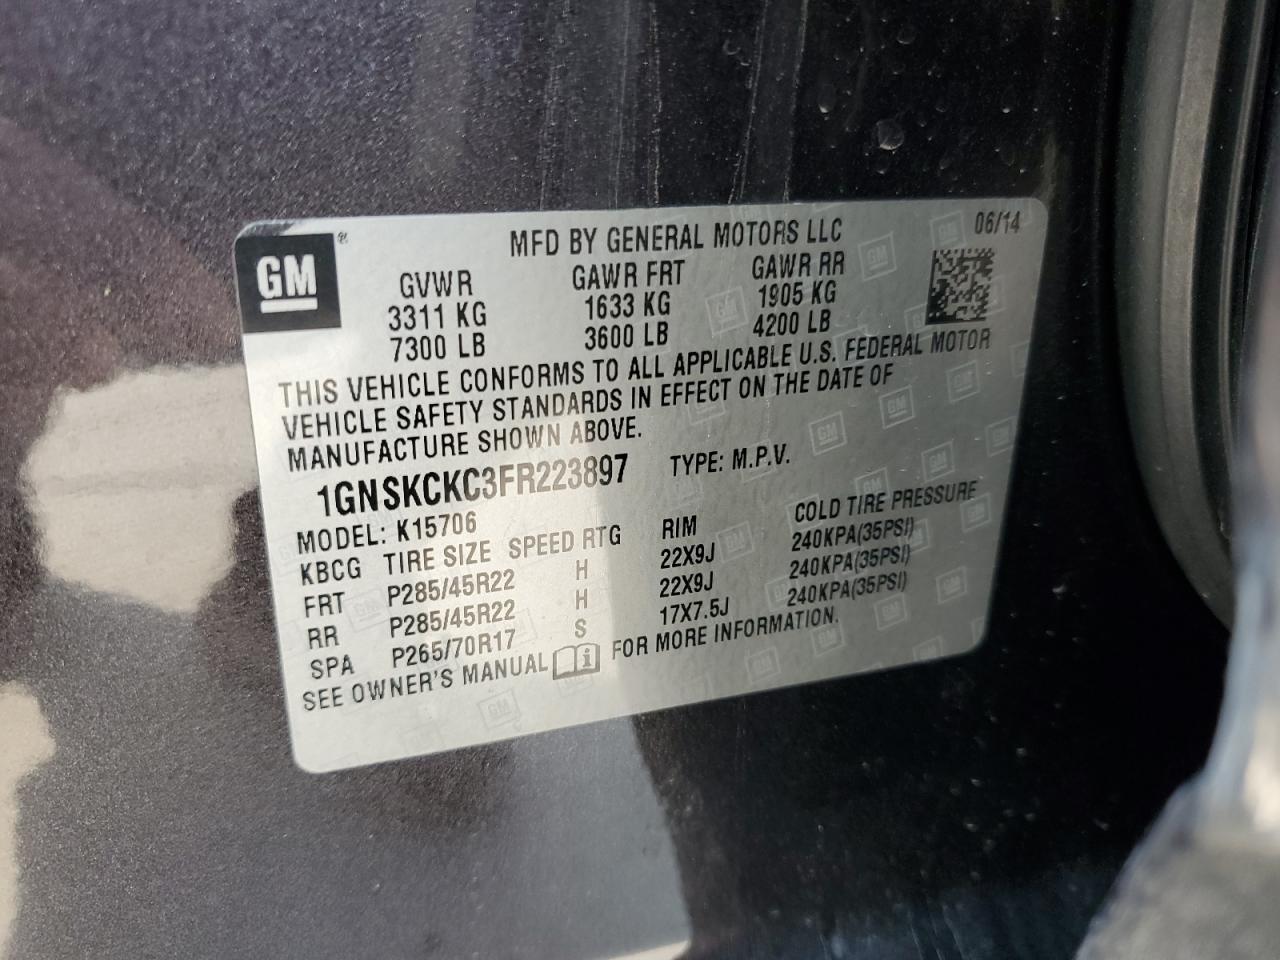 GM®
MFD BY GENERAL MOTORS LLC 06/14
GVWR GAWR FRT GAWR RR
3311 KG 1633 KG 1905 KG
7300 LB 3600 LB 4200 LB
THIS VEHICLE CONFORMS TO ALL APPLICABLE U.S. FEDERAL MOTOR
VEHICLE SAFETY STANDARDS IN EFFECT ON THE DATE OF
MANUFACTURE SHOWN ABOVE.
1GNSKCKC3FR223897 TYPE: M.P.V.
MODEL: K15706
KBCG TIRE SIZE SPEED RTG RIM COLD TIRE PRESSURE
FRT P285/45R22 H 22X9J 240KPA(35PSI)
RR P285/45R22 H 22X9J 240KPA(35PSI)
SPA P265/70R17 S 17X7.5J 240KPA(35PSI)
SEE OWNER'S MANUAL i FOR MORE INFORMATION.